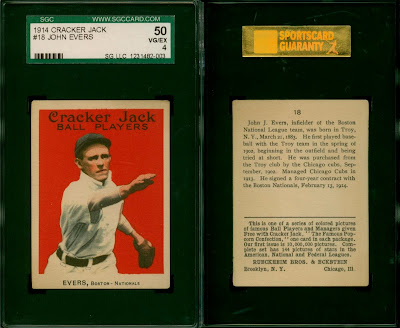 SGC
WWW.SGCCARD.COM
1914 CRACKER JACK
#18 JOHN EVERS
50
VG/EX
4
SG LLC 1231482-003
Cracker Jack
BALL PLAYERS
EVERS, BOSTON - NATIONALS
SPORTSCARD
GUARANTY
18
John J. Evers, infielder of the Boston
National League team, was born in Troy,
N. Y., March 21, 1883. He first played base-
ball with the Troy team in the spring of
1902, beginning in the outfield and being
tried at short. He was purchased from
the Troy club by the Chicago cubs, Sep-
tember, 1902. Managed Chicago Cubs in
1913. He signed a four-year contract with
the Boston Nationals, February 15, 1914.
This is one of a series of colored pictures
of famous Ball Players and Managers given
Free with Cracker Jack, "The Famous Pop-
corn Confection," one card in each package.
Our first issue is 10,000,000 pictures. Com-
plete set has 144 pictures of stars in the
American, National and Federal Leagues.
RUECKHEIM BROS. & ECKSTEIN
Brooklyn, N. Y. Chicago, Ill.